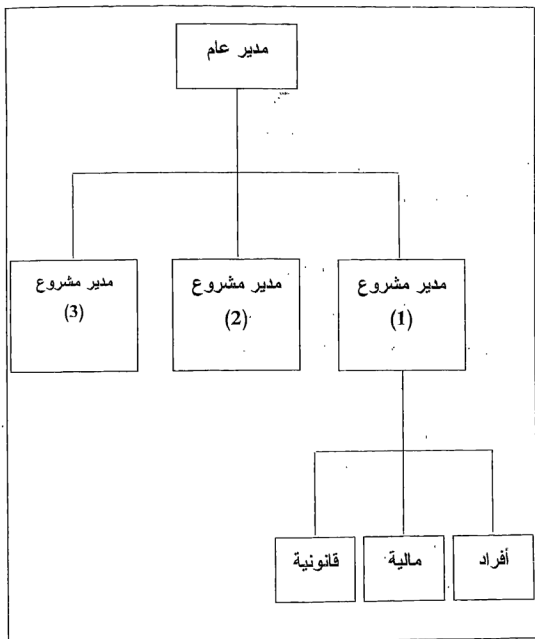 مدير عام
مدير مشروع
(1)
مدير مشروع
(2)
مدير مشروع
(3)
أفراد
مالية
قانونية